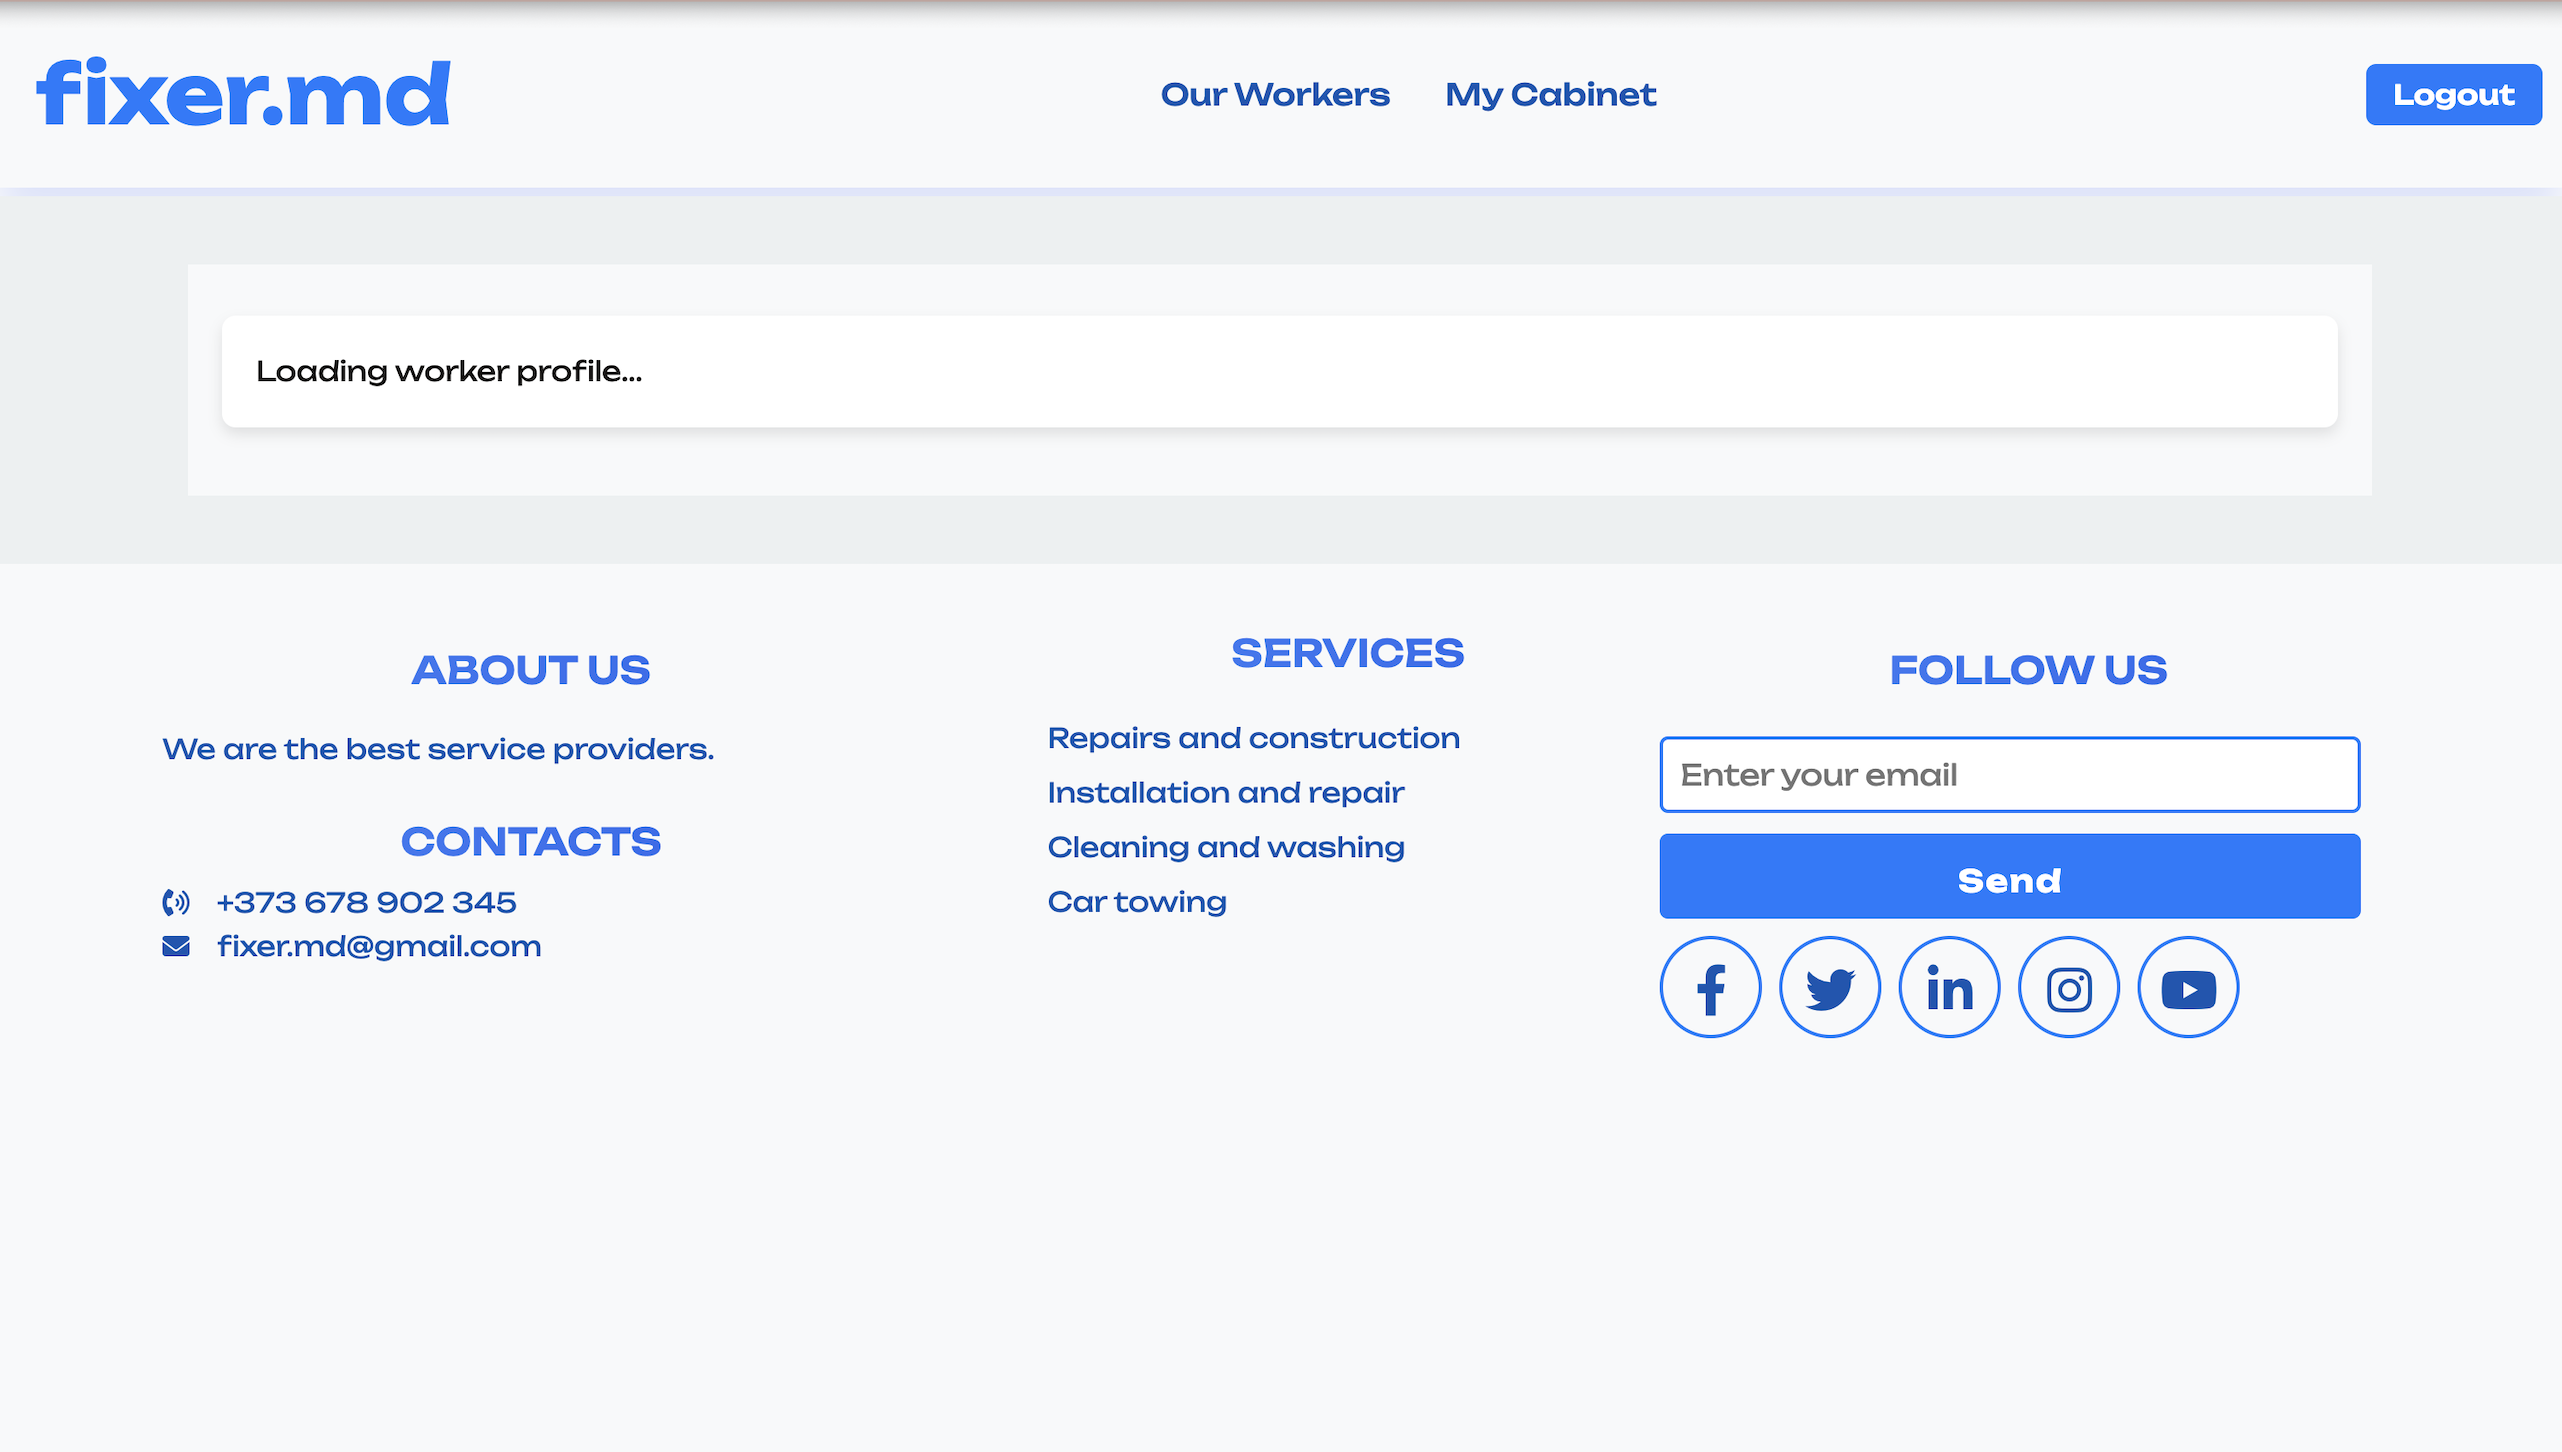 fixer.md
Our Workers
My Cabinet
Logout
Loading worker profile...
ABOUT US
We are the best service providers.
CONTACTS
+373 678 902 345
fixer.md@gmail.com
SERVICES
Repairs and construction
Installation and repair
Cleaning and washing
Car towing
FOLLOW US
Enter your email
Send